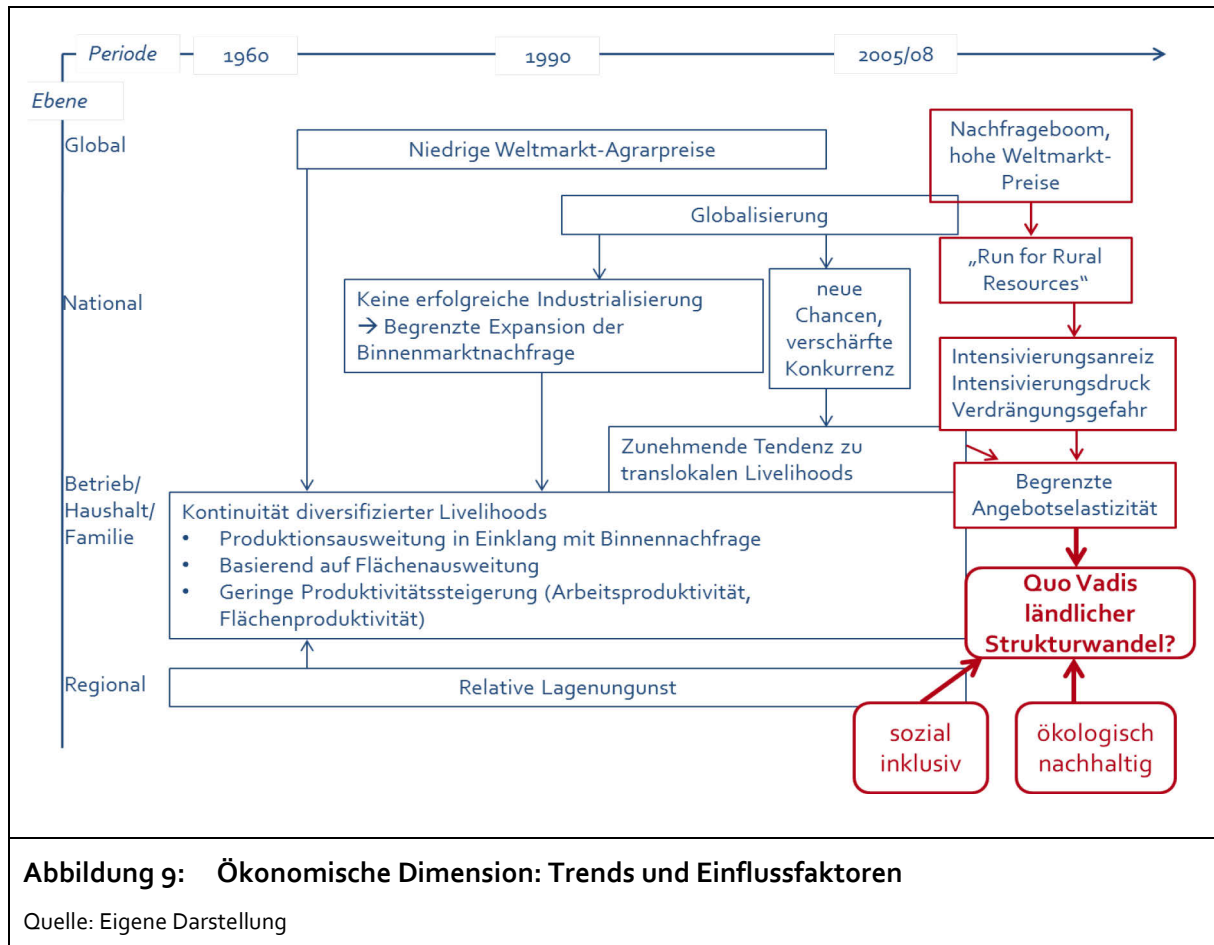 Periode
1960
1990
2005/08
Ebene
Global
Niedrige Weltmarkt-Agrarpreise
Nachfrageboom,
hohe Weltmarkt-
Preise
Globalisierung
„Run for Rural
Resources“
National
Keine erfolgreiche Industrialisierung
→ Begrenzte Expansion der
Binnenmarktnachfrage
neue
Chancen,
verschärfte
Konkurrenz
Intensivierungsanreiz
Intensivierungsdruck
Verdrängungsgefahr
Zunehmende Tendenz zu
translokalen Livelihoods
Betrieb/
Haushalt/
Familie
Begrenzte
Angebotselastizität
Kontinuität diversifizierter Livelihoods
• Produktionsausweitung in Einklang mit Binnennachfrage
• Basierend auf Flächenausweitung
• Geringe Produktivitätssteigerung (Arbeitsproduktivität,
Flächenproduktivität)
Quo Vadis
ländlicher
Strukturwandel?
Regional
Relative Lagenungunst
sozial
inklusiv
ökologisch
nachhaltig
Abbildung 9: Ökonomische Dimension: Trends und Einflussfaktoren
Quelle: Eigene Darstellung